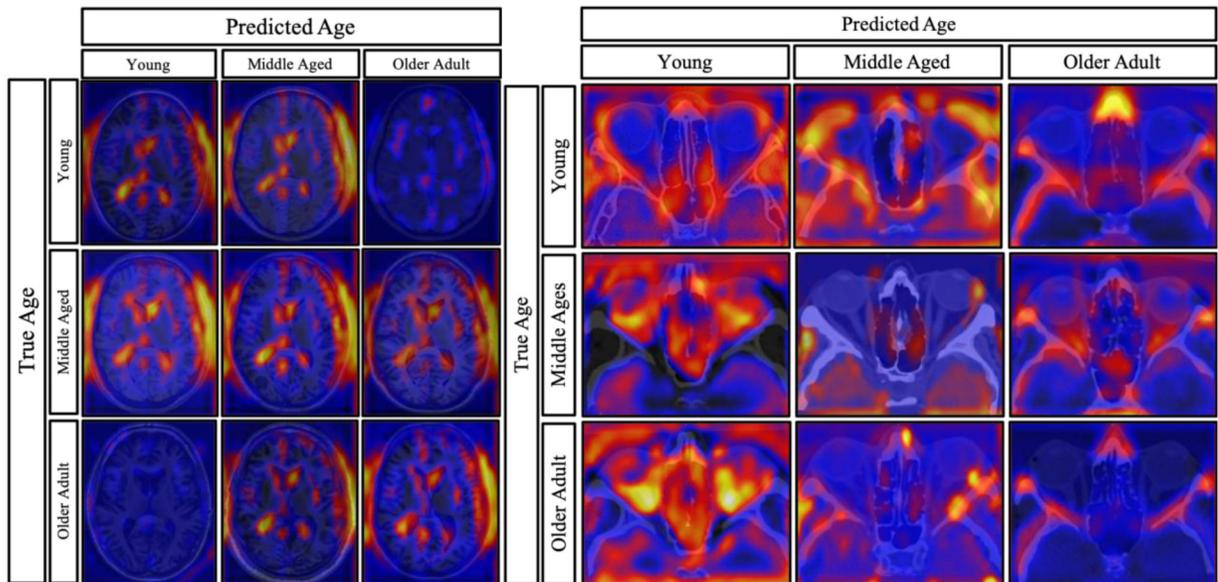 Predicted Age
Young
Middle Aged
Older Adult
True Age
Young
Middle Aged
Older Adult
Predicted Age
Young
Middle Aged
Older Adult
True Age
Young
Middle Ages
Older Adult